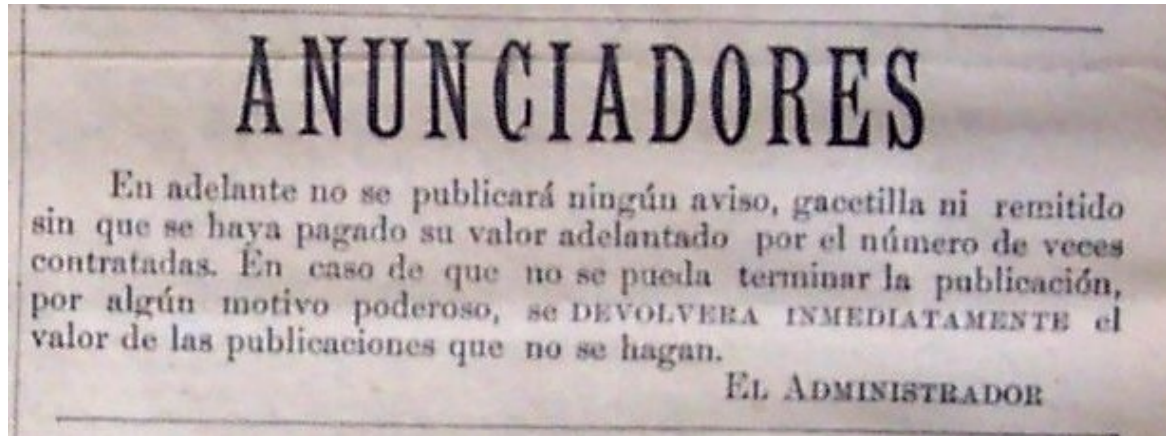 ANUNCIADORES
En adelante no se publicará ningún aviso, gacetilla ni remitido
sin que se haya pagado su valor adelantado por el número de veces
contratadas. En caso de que no se pueda terminar la publicación,
por algún motivo poderoso, se DEVOLVERA INMEDIATAMENTE el
valor de las publicaciones que no se hagan.
EL ADMINISTRADOR